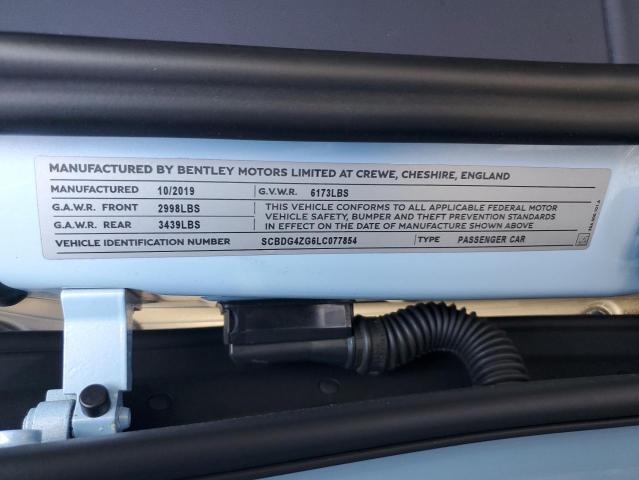 MANUFACTURED BY BENTLEY MOTORS LIMITED AT CREWE, CHESHIRE, ENGLAND
MANUFACTURED 10/2019 G.V.W.R. 6173LBS
G.A.W.R. FRONT 2998LBS
G.A.W.R. REAR 3439LBS
THIS VEHICLE CONFORMS TO ALL APPLICABLE FEDERAL MOTOR
VEHICLE SAFETY, BUMPER AND THEFT PREVENTION STANDARDS
IN EFFECT ON THE DATE OF MANUFACTURE SHOWN ABOVE
VEHICLE IDENTIFICATION NUMBER SCBDG4ZG6LC077854 TYPE PASSENGER CAR